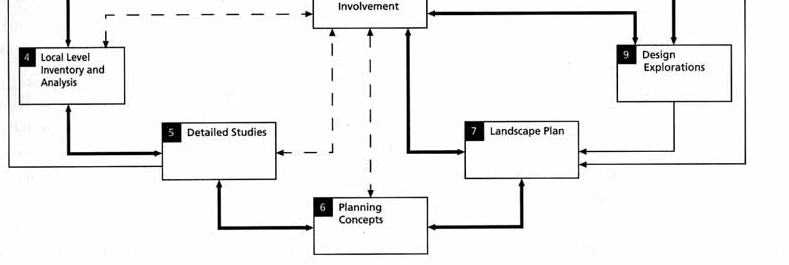 Involvement
4 Local Level
Inventory and
Analysis
9 Design
Explorations
5 Detailed Studies
7 Landscape Plan
6 Planning
Concepts